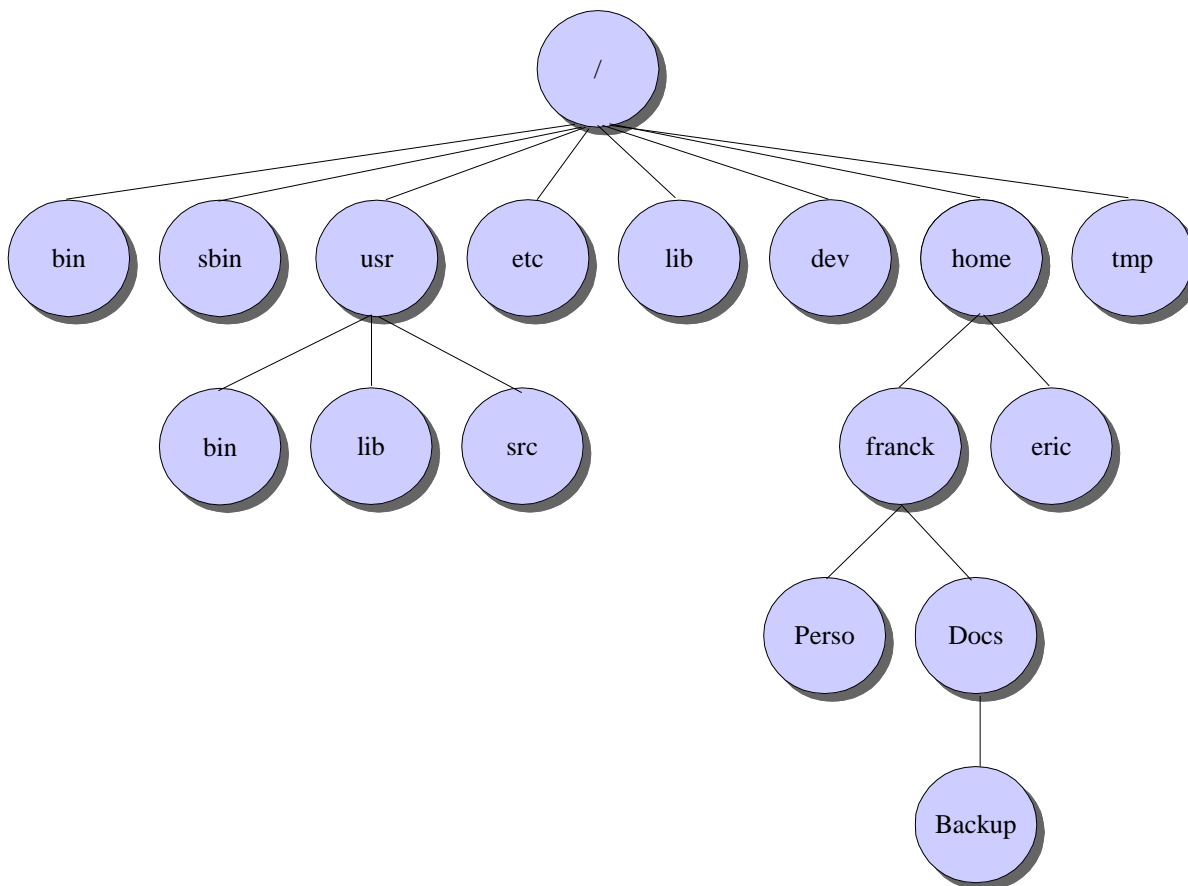 /
bin sbin usr etc lib dev home tmp
bin lib src franck eric
Perso Docs
Backup